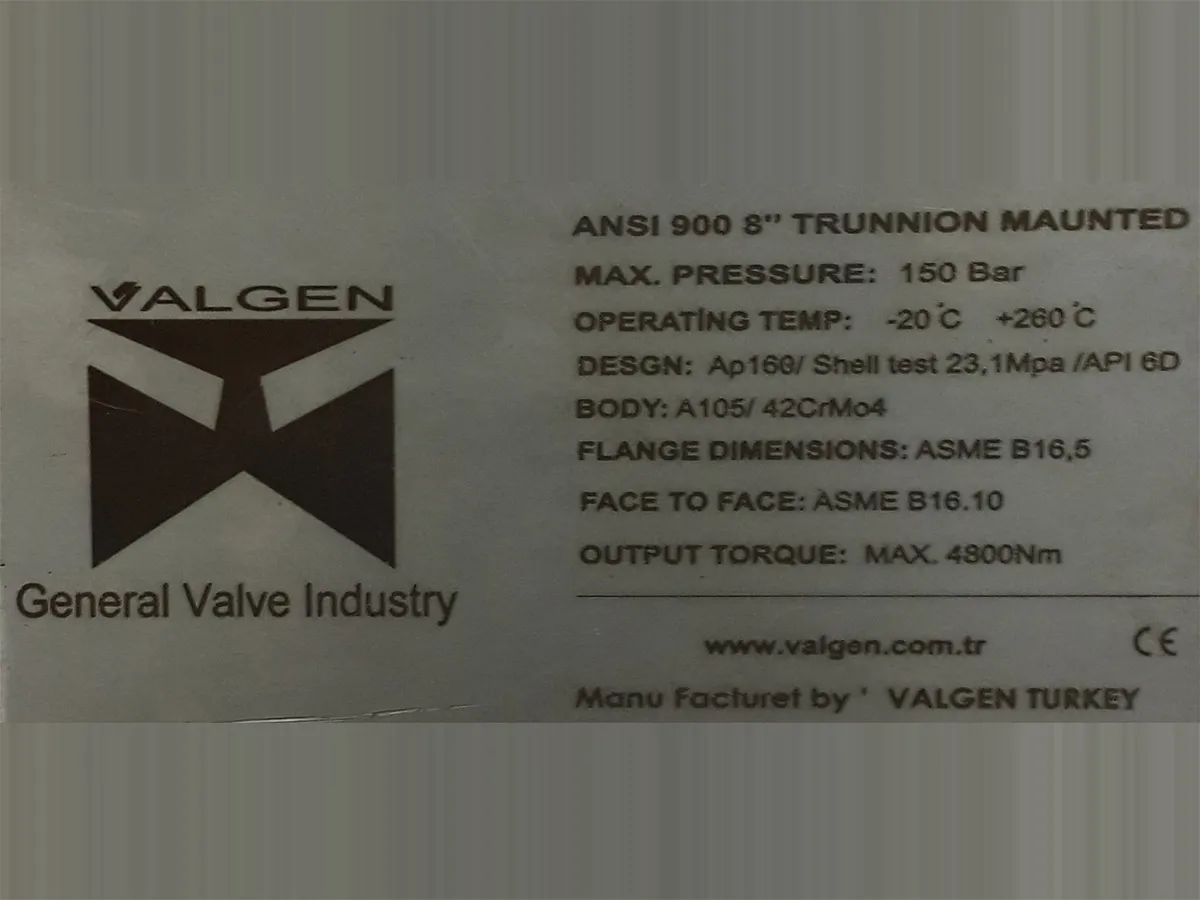 VALGEN
General Valve Industry
ANSI 900 8" TRUNNION MAUNTED
MAX. PRESSURE: 150 Bar
OPERATİNG TEMP: -20°C +260°C
DESGN: Ap160/ Shell test 23,1Mpa /API 6D
BODY: A105/ 42CrMo4
FLANGE DIMENSIONS: ASME B16,5
FACE TO FACE: ASME B16.10
OUTPUT TORQUE: MAX. 4800Nm
www.valgen.com.tr CE
Manu Facturet by ' VALGEN TURKEY